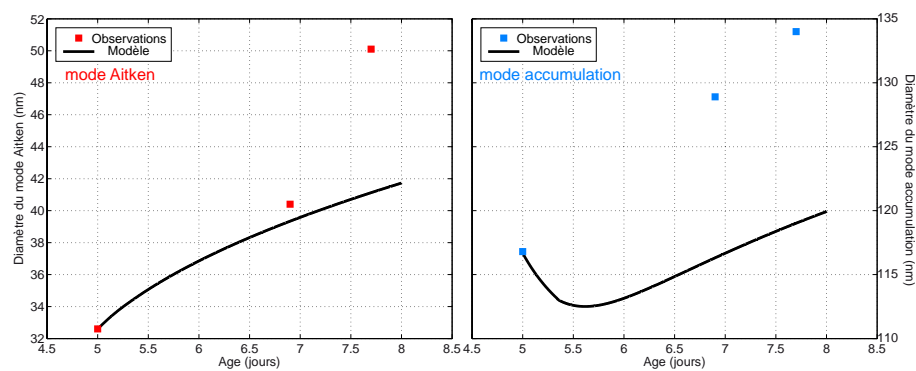 52
50
48
46
44
42
40
38
36
34
32
4.5 5 5.5 6 6.5 7 7.5 8 8.5
Age (jours)
Diamètre du mode Aitken (nm)
Observations
Modèle
mode Aitken
135
130
125
120
115
110
4.5 5 5.5 6 6.5 7 7.5 8 8.5
Age (jours)
Diamètre du mode accumulation (nm)
Observations
Modèle
mode accumulation